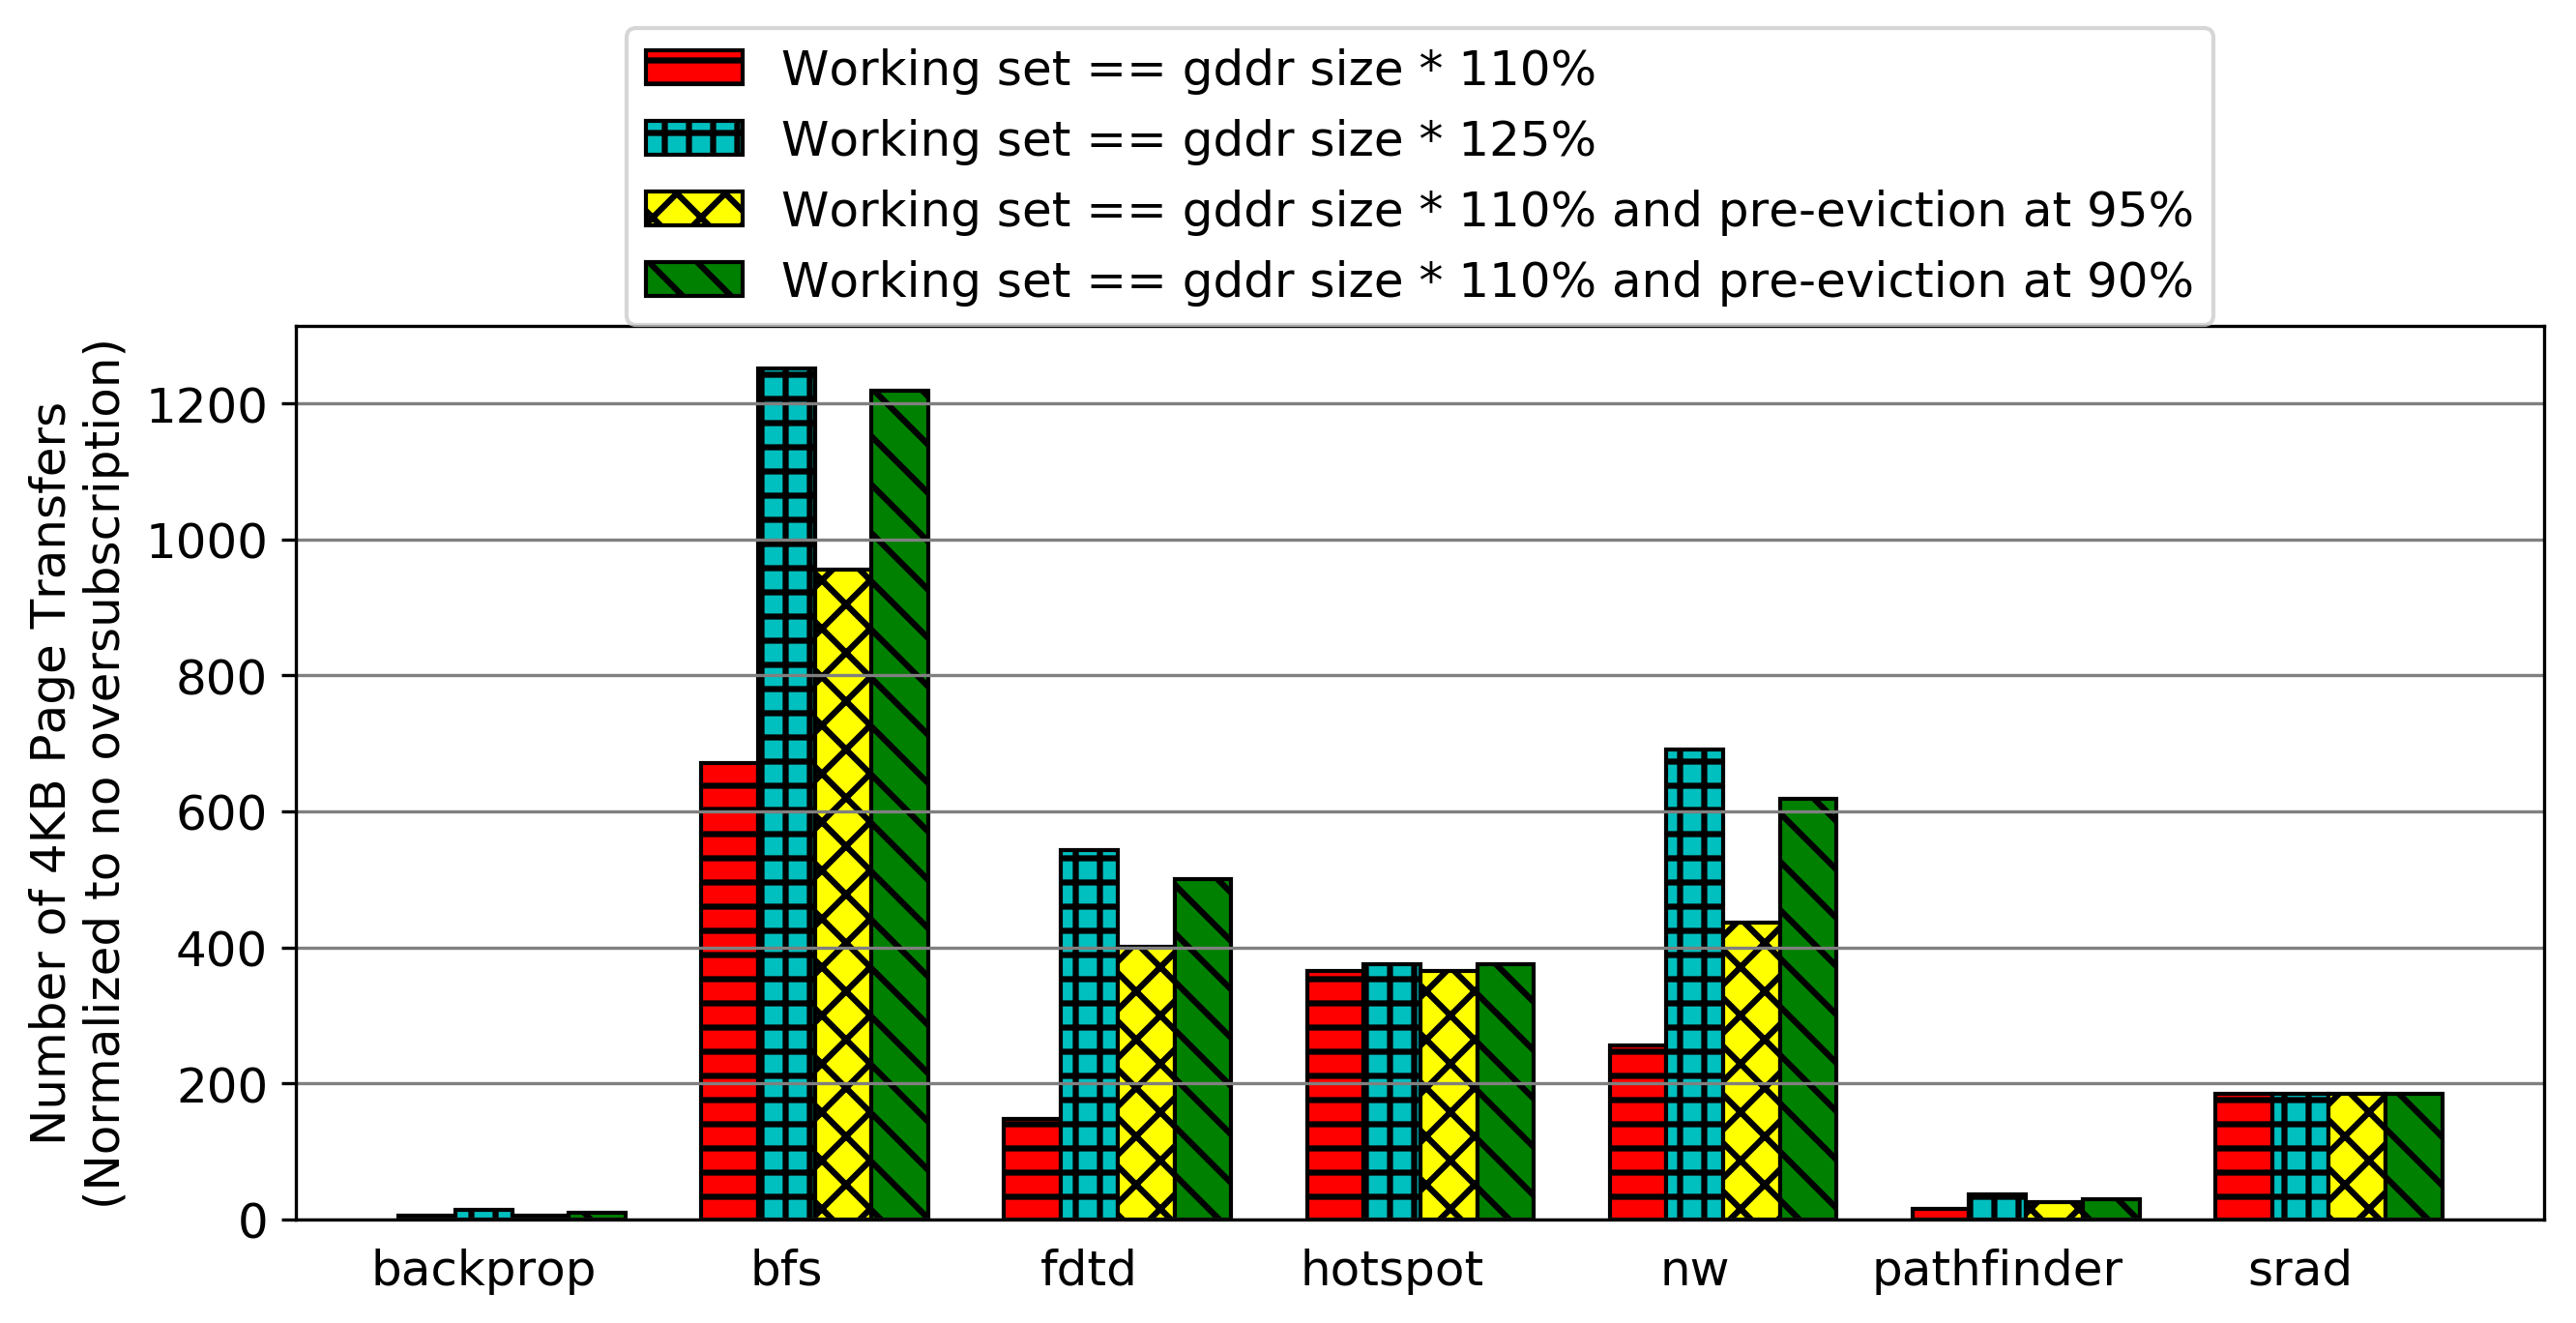 Working set == gddr size * 110%
Working set == gddr size * 125%
Working set == gddr size * 110% and pre-eviction at 95%
Working set == gddr size * 110% and pre-eviction at 90%
Number of 4KB Page Transfers
(Normalized to no oversubscription)
1200
1000
800
600
400
200
0
backprop bfs fdtd hotspot nw pathfinder srad